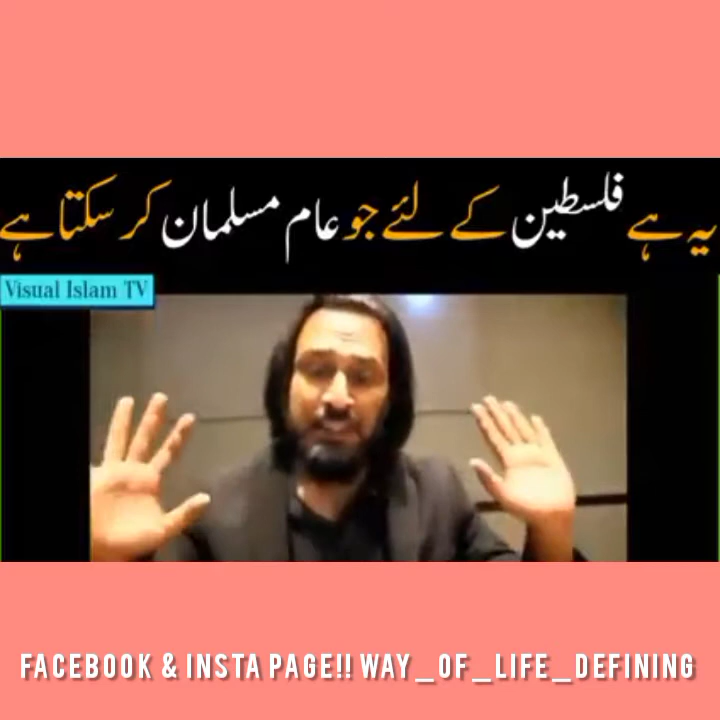 یہ ہے فلسطین کے لئے جو عام مسلمان کر سکتا ہے
Visual Islam TV
FACEBOOK & INSTA PAGE!! WAY_OF_LIFE_DEFINING